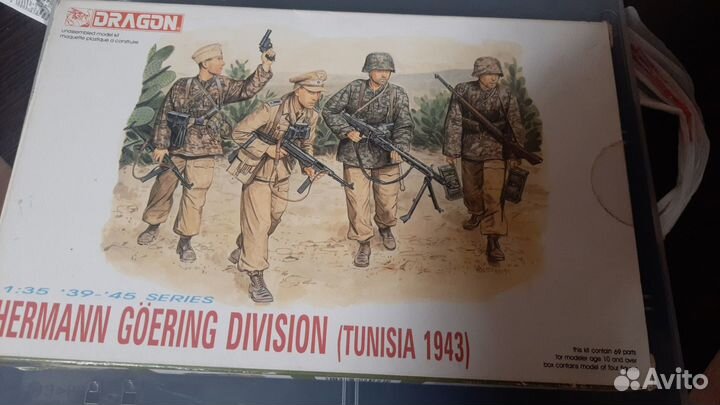 DRAGON
unassembled model kit
maquette plastique a construire
1:35 '39-'45 SERIES
HERMANN GÖERING DIVISION (TUNISIA 1943)
this kit contain 69 parts
for modeler age 10 and over
box contains model of four
Avito